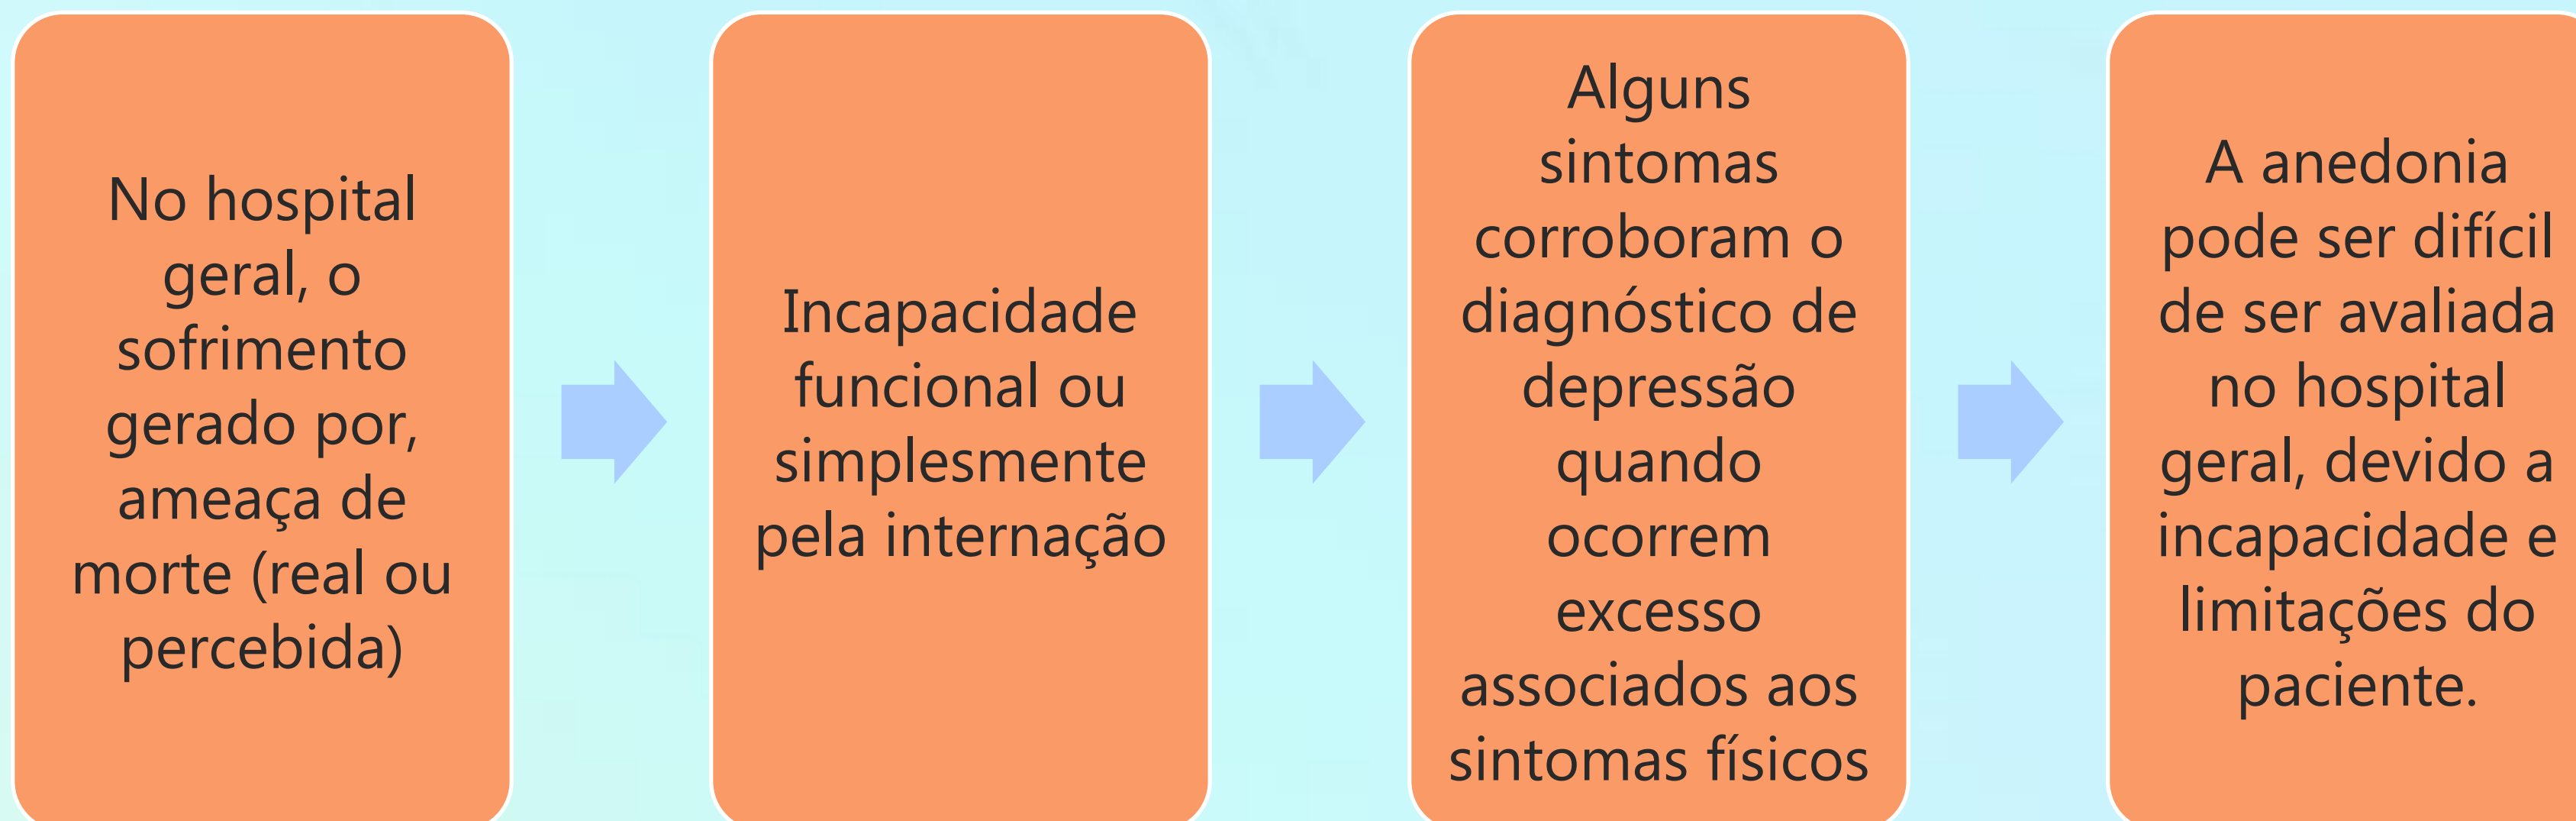 No hospital
geral, o
sofrimento
gerado por,
ameaça de
morte (real ou
percebida)
Incapacidade
funcional ou
simplesmente
pela internação
Alguns
sintomas
corroboram o
diagnóstico de
depressão
quando
ocorrem
excesso
associados aos
sintomas físicos
A anedonia
pode ser difícil
de ser avaliada
no hospital
geral, devido a
incapacidade e
limitações do
paciente.